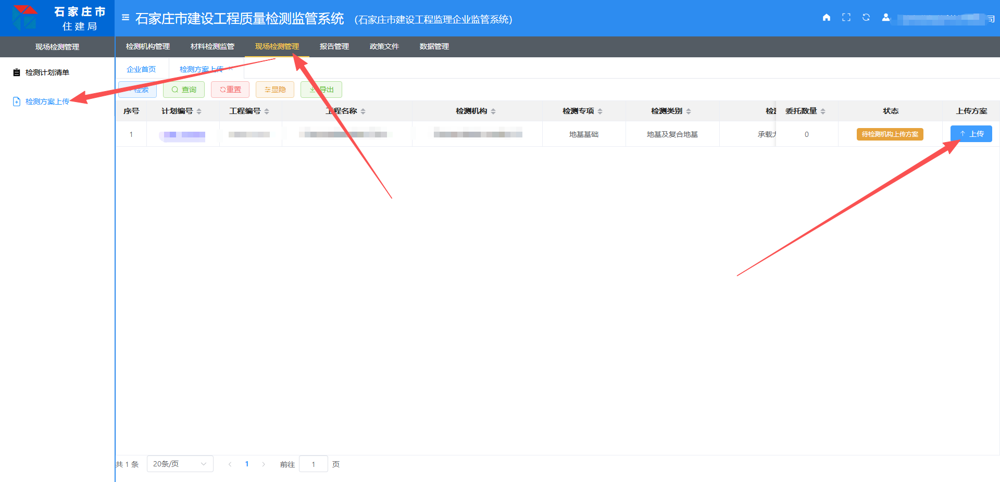 石家庄市
住建局
石家庄市建设工程质量检测监管系统 (石家庄市建设工程监理企业监管系统)
司
现场检测管理
检测机构管理 材料检测监管 现场检测管理 报告管理 政策文件 数据管理
检测计划清单
检测方案上传
企业首页 检测方案上传
检索 查询 重置 显隐 导出
序号 计划编号 工程编号 工程名称 检测机构 检测专项 检测类别 检 委托数量 状态 上传方案
1 地基基础 地基及复合地基 承载 0 待检测机构上传方案 上传
共 1 条 20条/页 1 前往 1 页